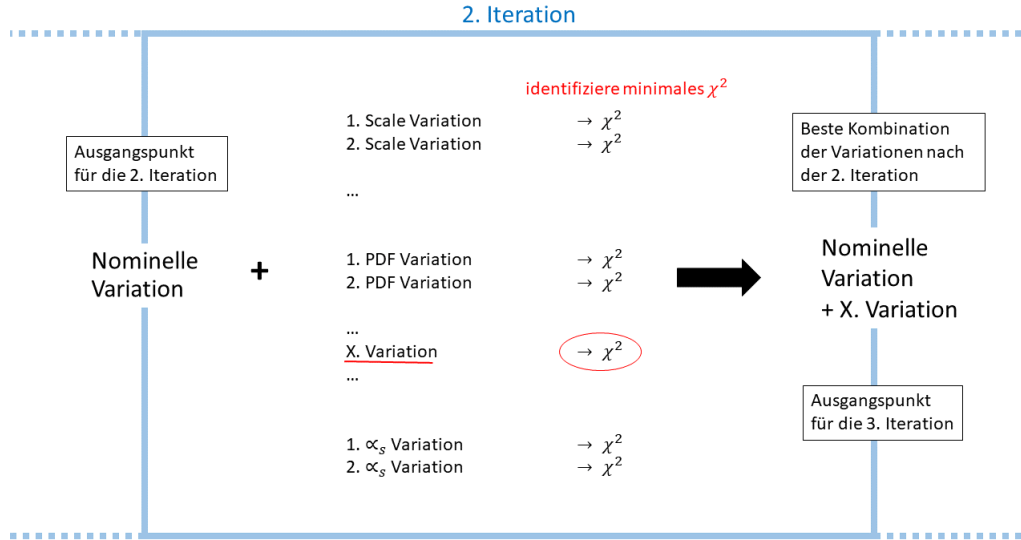 2. Iteration
identifiziere minimales χ²
1. Scale Variation → χ²
2. Scale Variation → χ²
...
Ausgangspunkt
für die 2. Iteration
Nominelle
Variation
+
1. PDF Variation → χ²
2. PDF Variation → χ²
...
X. Variation → χ²
...
1. ∝ₛ Variation → χ²
2. ∝ₛ Variation → χ²
Beste Kombination
der Variationen nach
der 2. Iteration
Nominelle
Variation
+ X. Variation
Ausgangspunkt
für die 3. Iteration